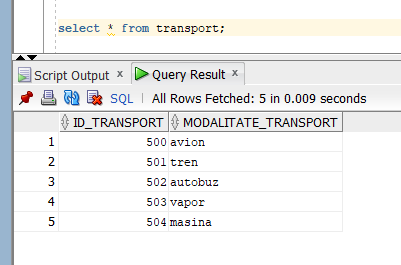 select * from transport;
Script Output x Query Result x
SQL | All Rows Fetched: 5 in 0.009 seconds
ID_TRANSPORT MODALITATE_TRANSPORT
1 500 avion
2 501 tren
3 502 autobuz
4 503 vapor
5 504 masina